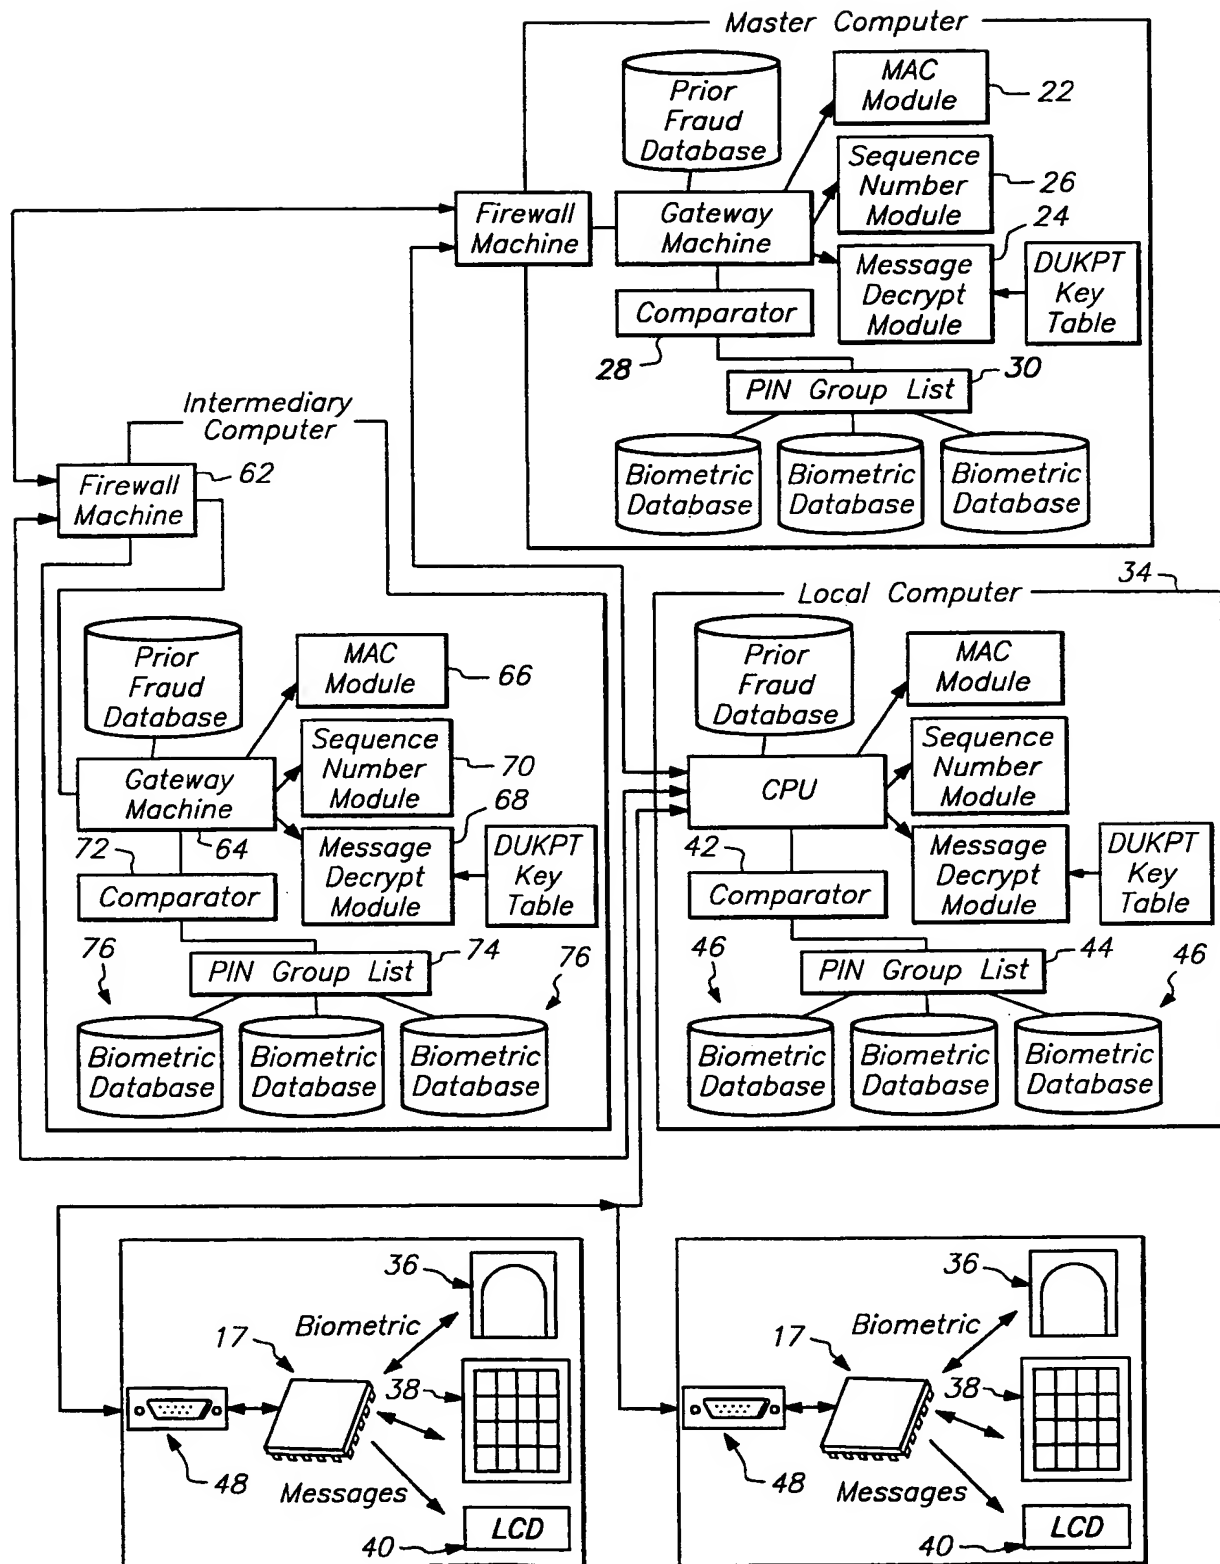 Master Computer
Prior
Fraud
Database
MAC
Module
22
Sequence
Number
Module
26
Firewall
Machine
Gateway
Machine
24
Message
Decrypt
Module
DUKPT
Key
Table
Comparator
28
30
PIN Group List
Biometric
Database
Biometric
Database
Biometric
Database
Intermediary
Computer
62
Firewall
Machine
Prior
Fraud
Database
MAC
Module
66
Sequence
Number
Module
70
Gateway
Machine
64
68
Message
Decrypt
Module
DUKPT
Key
Table
72
Comparator
74
PIN Group List
76
76
Biometric
Database
Biometric
Database
Biometric
Database
34
Local Computer
Prior
Fraud
Database
MAC
Module
Sequence
Number
Module
CPU
Message
Decrypt
Module
DUKPT
Key
Table
42
Comparator
44
PIN Group List
46
46
Biometric
Database
Biometric
Database
Biometric
Database
36
Biometric
17
38
48
Messages
LCD
40
36
Biometric
17
38
48
Messages
LCD
40